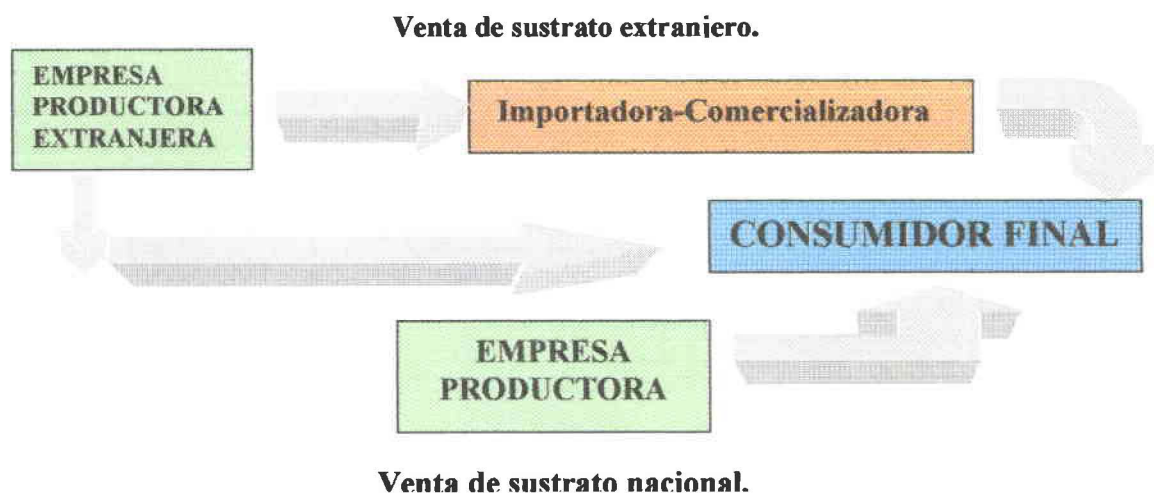 Venta de sustrato extranjero.
EMPRESA
PRODUCTORA
EXTRANJERA
Importadora-Comercializadora
CONSUMIDOR FINAL
EMPRESA
PRODUCTORA
Venta de sustrato nacional.